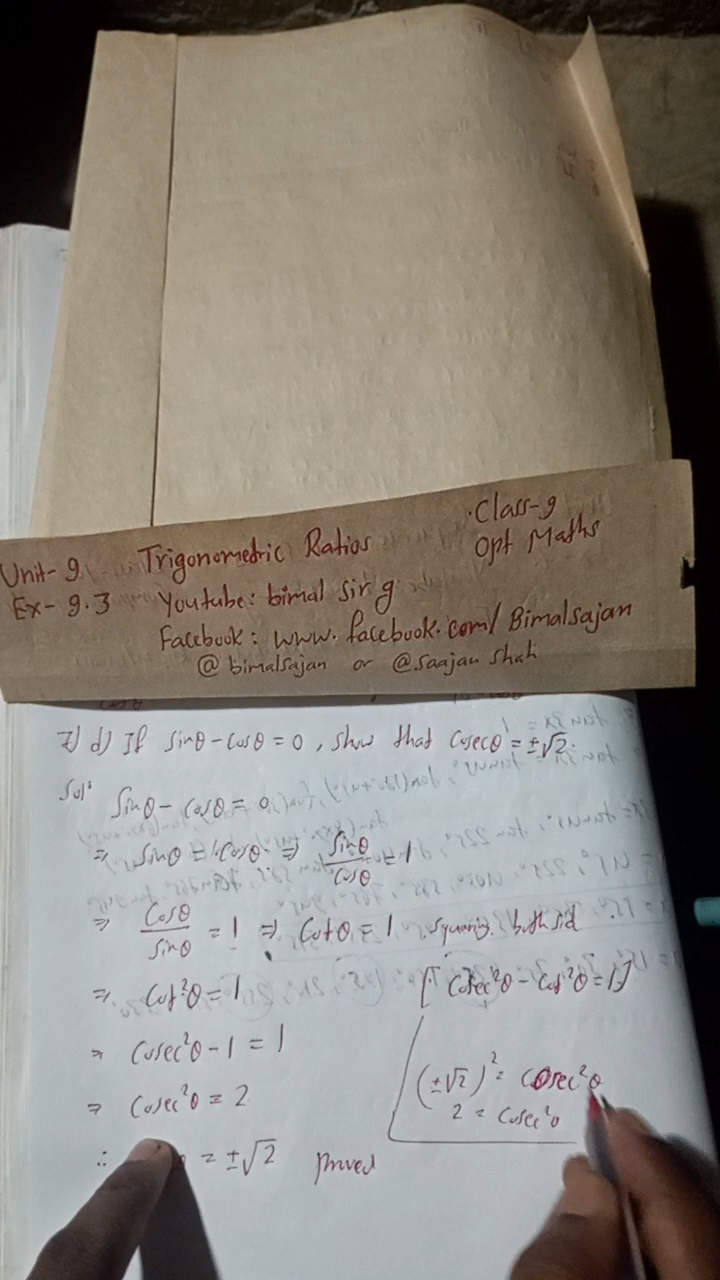 Unit-9 Trigonometric Ratios Class-9
Ex-9.3 Youtube: bimal sir g Opt Maths
Facebook: www.facebook.com/Bimalsajan
@bimalsajan or @saajan shah
7) d) If sinθ-cosθ=0, show that cosecθ=±√2.
Solⁿ
sinθ-cosθ=0
⇒ sinθ=1.cosθ ⇒ sinθ/cosθ=1
⇒ cosθ/sinθ = 1 ⇒ cotθ=1 squaring both sid
⇒ cot²θ=1 [∵ cosec²θ-cot²θ=1]
⇒ cosec²θ-1=1
⇒ cosec²θ=2
∴ = ±√2 proved
(±√2)² = cosec²θ
2 = cosec²θ